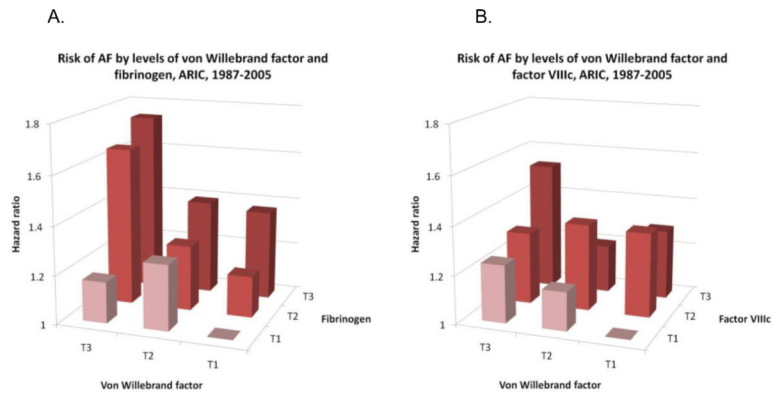 A.
Risk of AF by levels of von Willebrand factor and
fibrinogen, ARIC, 1987-2005
1.8
1.6
1.4
1.2
1
Hazard ratio
T3
T2
T1
Von Willebrand factor
T3
T2
T1
Fibrinogen
B.
Risk of AF by levels of von Willebrand factor and
factor VIIIc, ARIC, 1987-2005
1.8
1.6
1.4
1.2
1
Hazard ratio
T3
T2
T1
Von Willebrand factor
T3
T2
T1
Factor VIIIc